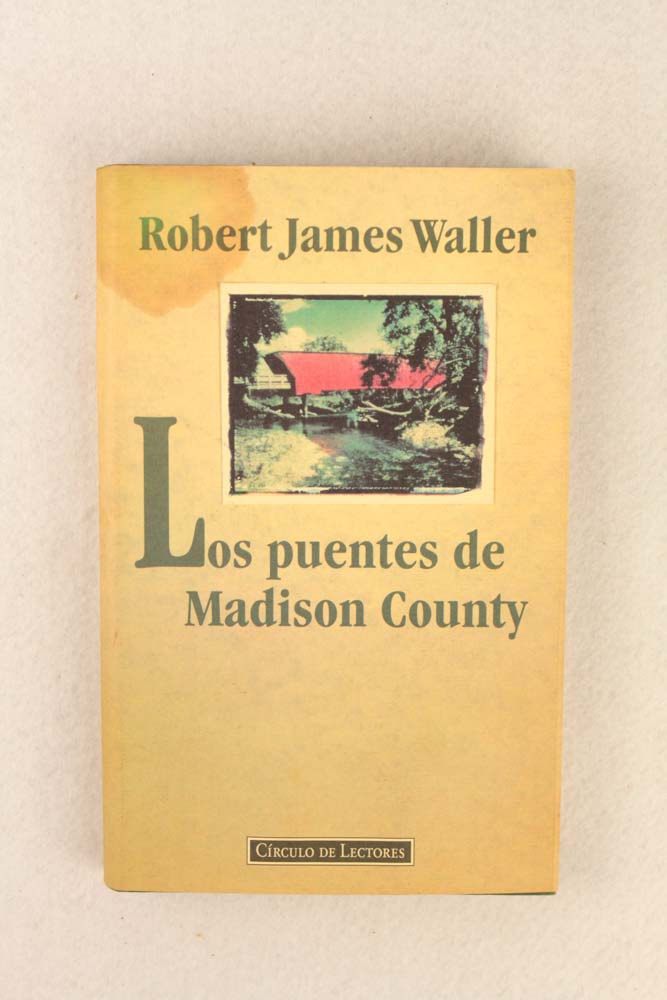 Robert James Waller
Los puentes de
Madison County
CÍRCULO DE LECTORES